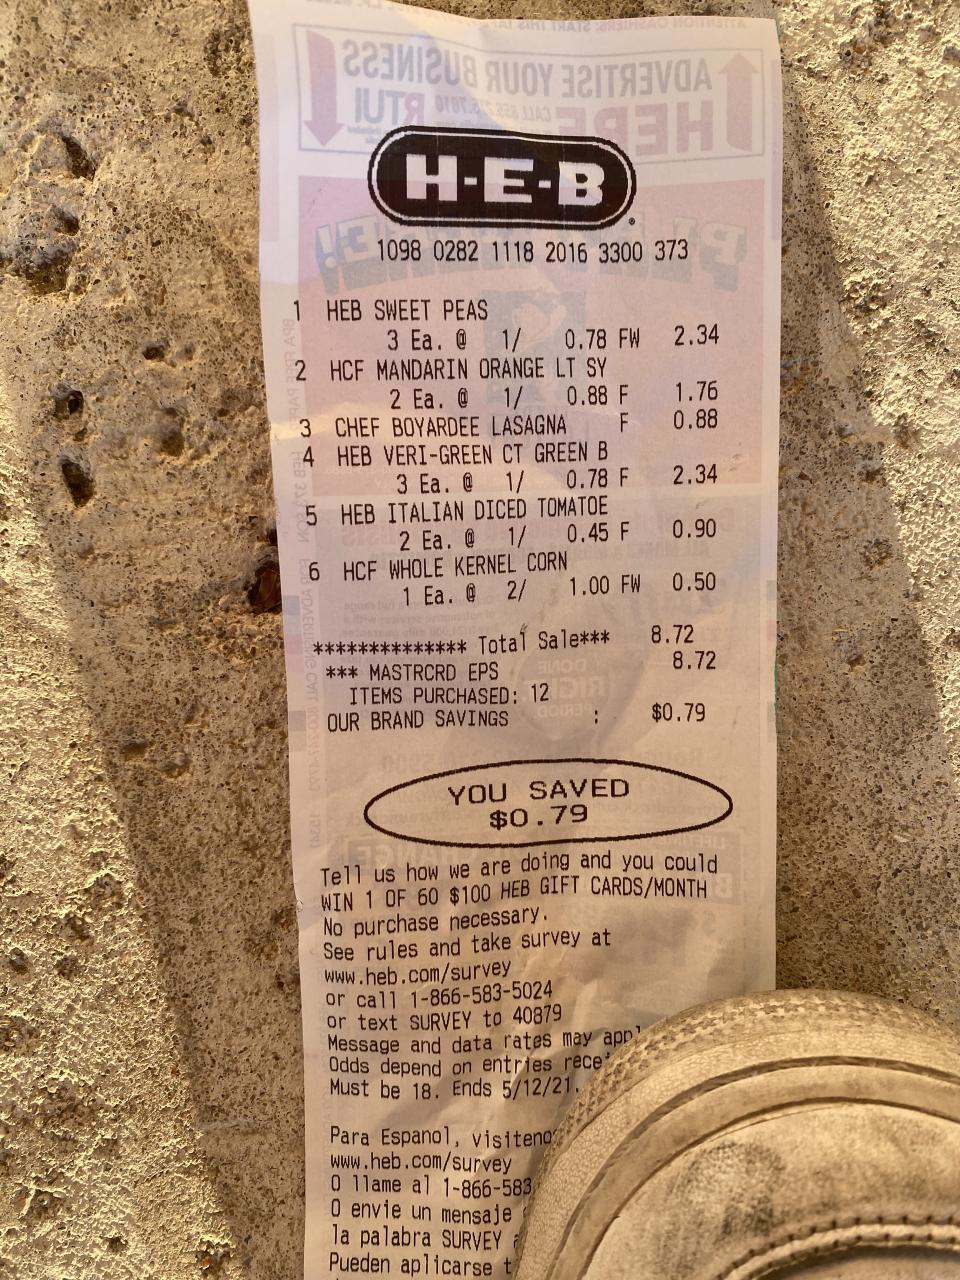 H-E-B
1098 0282 1118 2016 3300 373
1 HEB SWEET PEAS
3 Ea. @ 1/ 0.78 FW 2.34
2 HCF MANDARIN ORANGE LT SY
2 Ea. @ 1/ 0.88 F 1.76
3 CHEF BOYARDEE LASAGNA F 0.88
4 HEB VERI-GREEN CT GREEN B
3 Ea. @ 1/ 0.78 F 2.34
5 HEB ITALIAN DICED TOMATOE
2 Ea. @ 1/ 0.45 F 0.90
6 HCF WHOLE KERNEL CORN
1 Ea. @ 2/ 1.00 FW 0.50
************** Total Sale*** 8.72
*** MASTRCRD EPS 8.72
ITEMS PURCHASED: 12
OUR BRAND SAVINGS : $0.79
YOU SAVED
$0.79
Tell us how we are doing and you could
WIN 1 OF 60 $100 HEB GIFT CARDS/MONTH
No purchase necessary.
See rules and take survey at
www.heb.com/survey
or call 1-866-583-5024
or text SURVEY to 40879
Message and data rates may
Odds depend on entries
Must be 18. Ends 5/12/21.
Para Espanol,
www.heb.com/survey
O llame al 1-866-583
O envie un mensaje
la palabra SURVEY
Pueden aplicarse